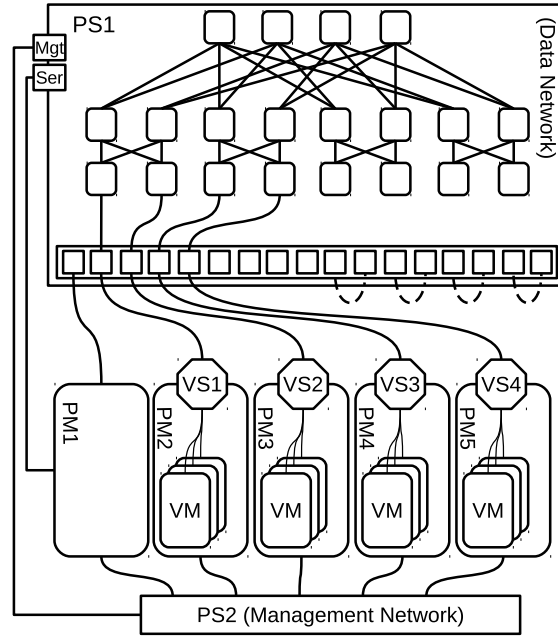 PS1
(Data Network)
Mgt
Ser
VS1
VS2
VS3
VS4
PM1
PM2
PM3
PM4
PM5
VM
VM
VM
VM
PS2 (Management Network)